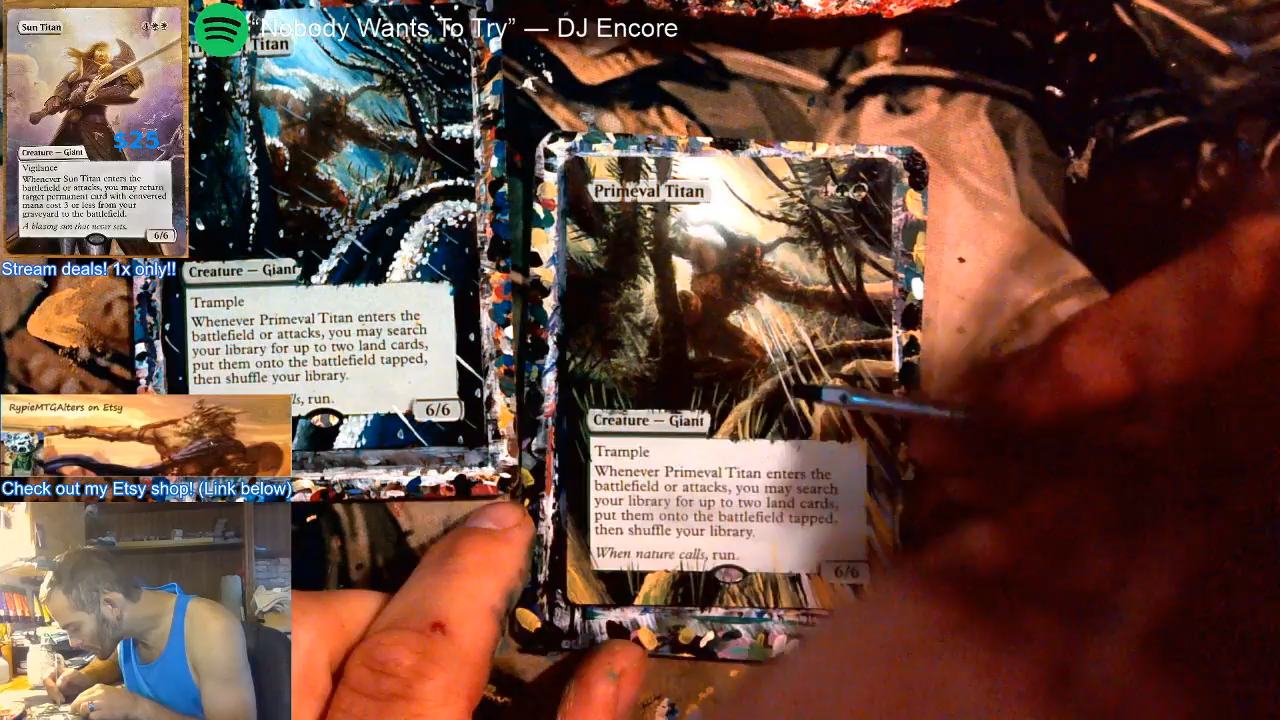 Sun Titan
$25
Creature — Giant
Vigilance
Whenever Sun Titan enters the
battlefield or attacks, you may return
target permanent card with converted
mana cost 3 or less from your
graveyard to the battlefield.
A blazing sun that never sets.
6/6
Stream deals! 1x only!!
RypieMTGAlters on Etsy
Check out my Etsy shop! (Link below)
“Nobody Wants To Try” — DJ Encore
Titan
Creature — Giant
Trample
Whenever Primeval Titan enters the
battlefield or attacks, you may search
your library for up to two land cards,
put them onto the battlefield tapped,
then shuffle your library.
run.
6/6
Primeval Titan
Creature — Giant
Trample
Whenever Primeval Titan enters the
battlefield or attacks, you may search
your library for up to two land cards,
put them onto the battlefield tapped,
then shuffle your library.
When nature calls, run.
6/6